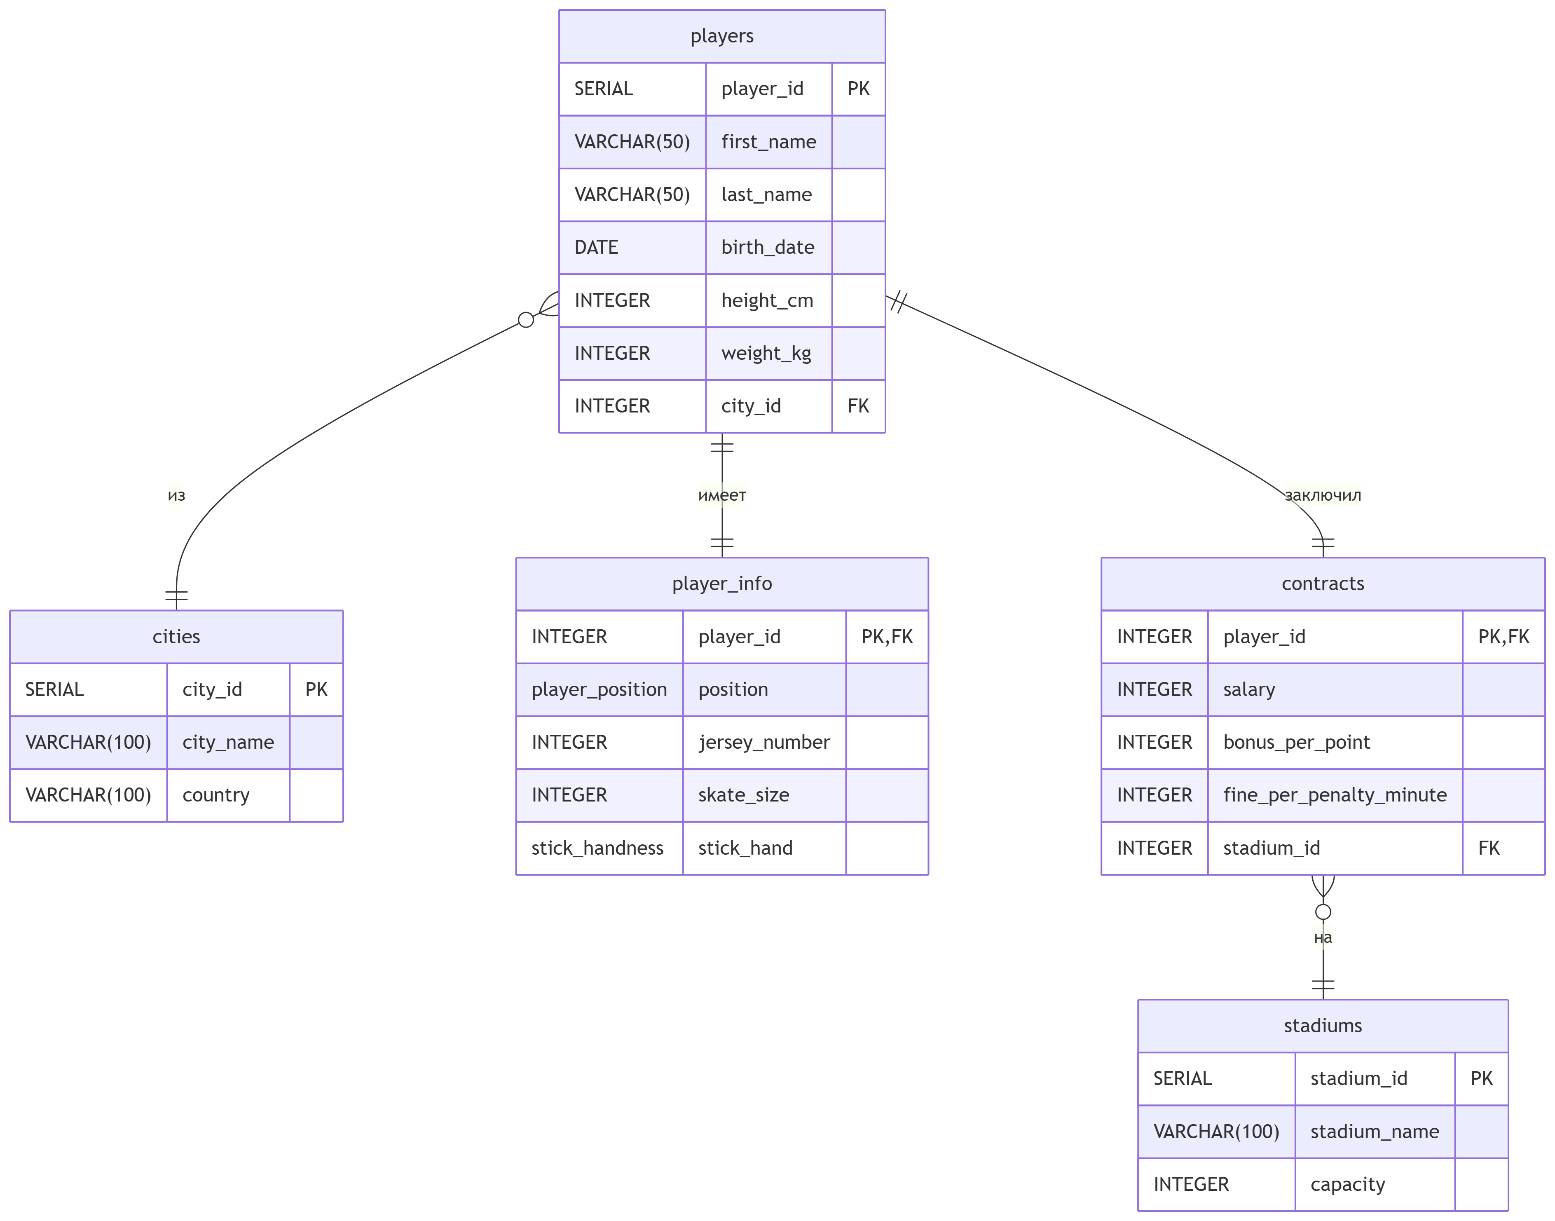 players
SERIAL player_id PK
VARCHAR(50) first_name
VARCHAR(50) last_name
DATE birth_date
INTEGER height_cm
INTEGER weight_kg
INTEGER city_id FK
из
имеет
заключил
cities
SERIAL city_id PK
VARCHAR(100) city_name
VARCHAR(100) country
player_info
INTEGER player_id PK,FK
player_position position
INTEGER jersey_number
INTEGER skate_size
stick_handness stick_hand
contracts
INTEGER player_id PK,FK
INTEGER salary
INTEGER bonus_per_point
INTEGER fine_per_penalty_minute
INTEGER stadium_id FK
на
stadiums
SERIAL stadium_id PK
VARCHAR(100) stadium_name
INTEGER capacity